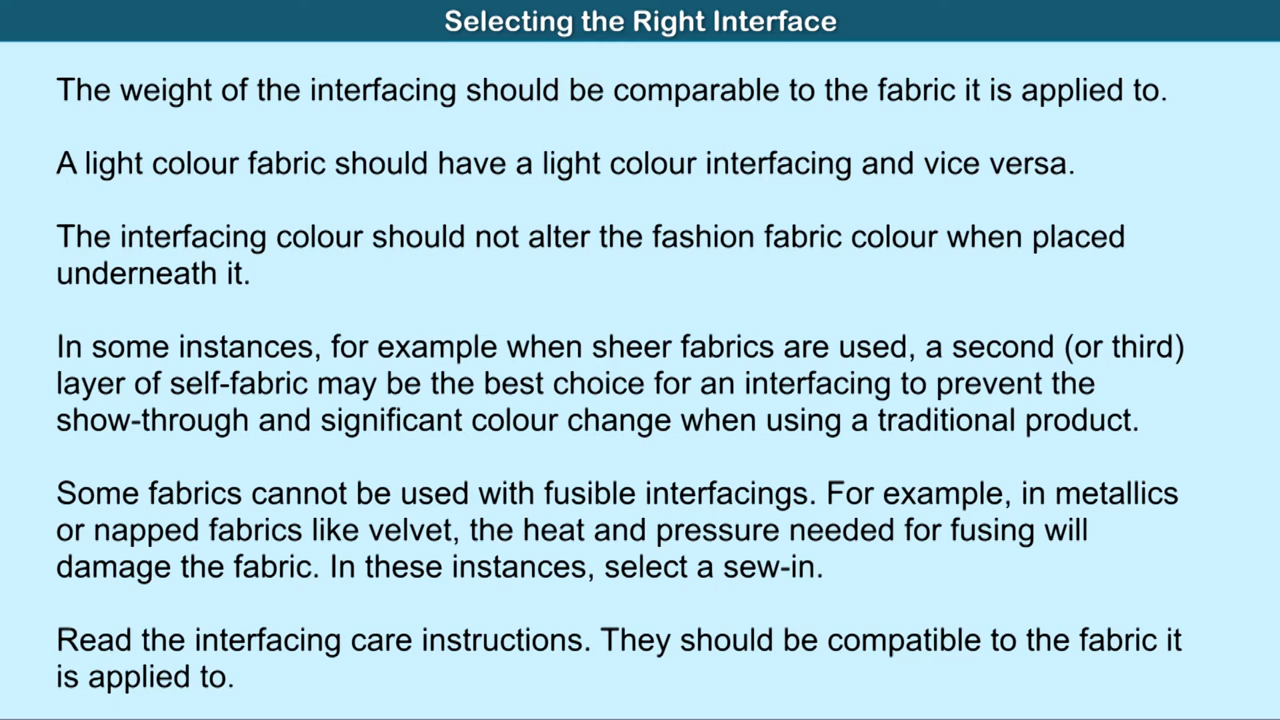 Selecting the Right Interface
The weight of the interfacing should be comparable to the fabric it is applied to.
A light colour fabric should have a light colour interfacing and vice versa.
The interfacing colour should not alter the fashion fabric colour when placed
underneath it.
In some instances, for example when sheer fabrics are used, a second (or third)
layer of self-fabric may be the best choice for an interfacing to prevent the
show-through and significant colour change when using a traditional product.
Some fabrics cannot be used with fusible interfacings. For example, in metallics
or napped fabrics like velvet, the heat and pressure needed for fusing will
damage the fabric. In these instances, select a sew-in.
Read the interfacing care instructions. They should be compatible to the fabric it
is applied to.